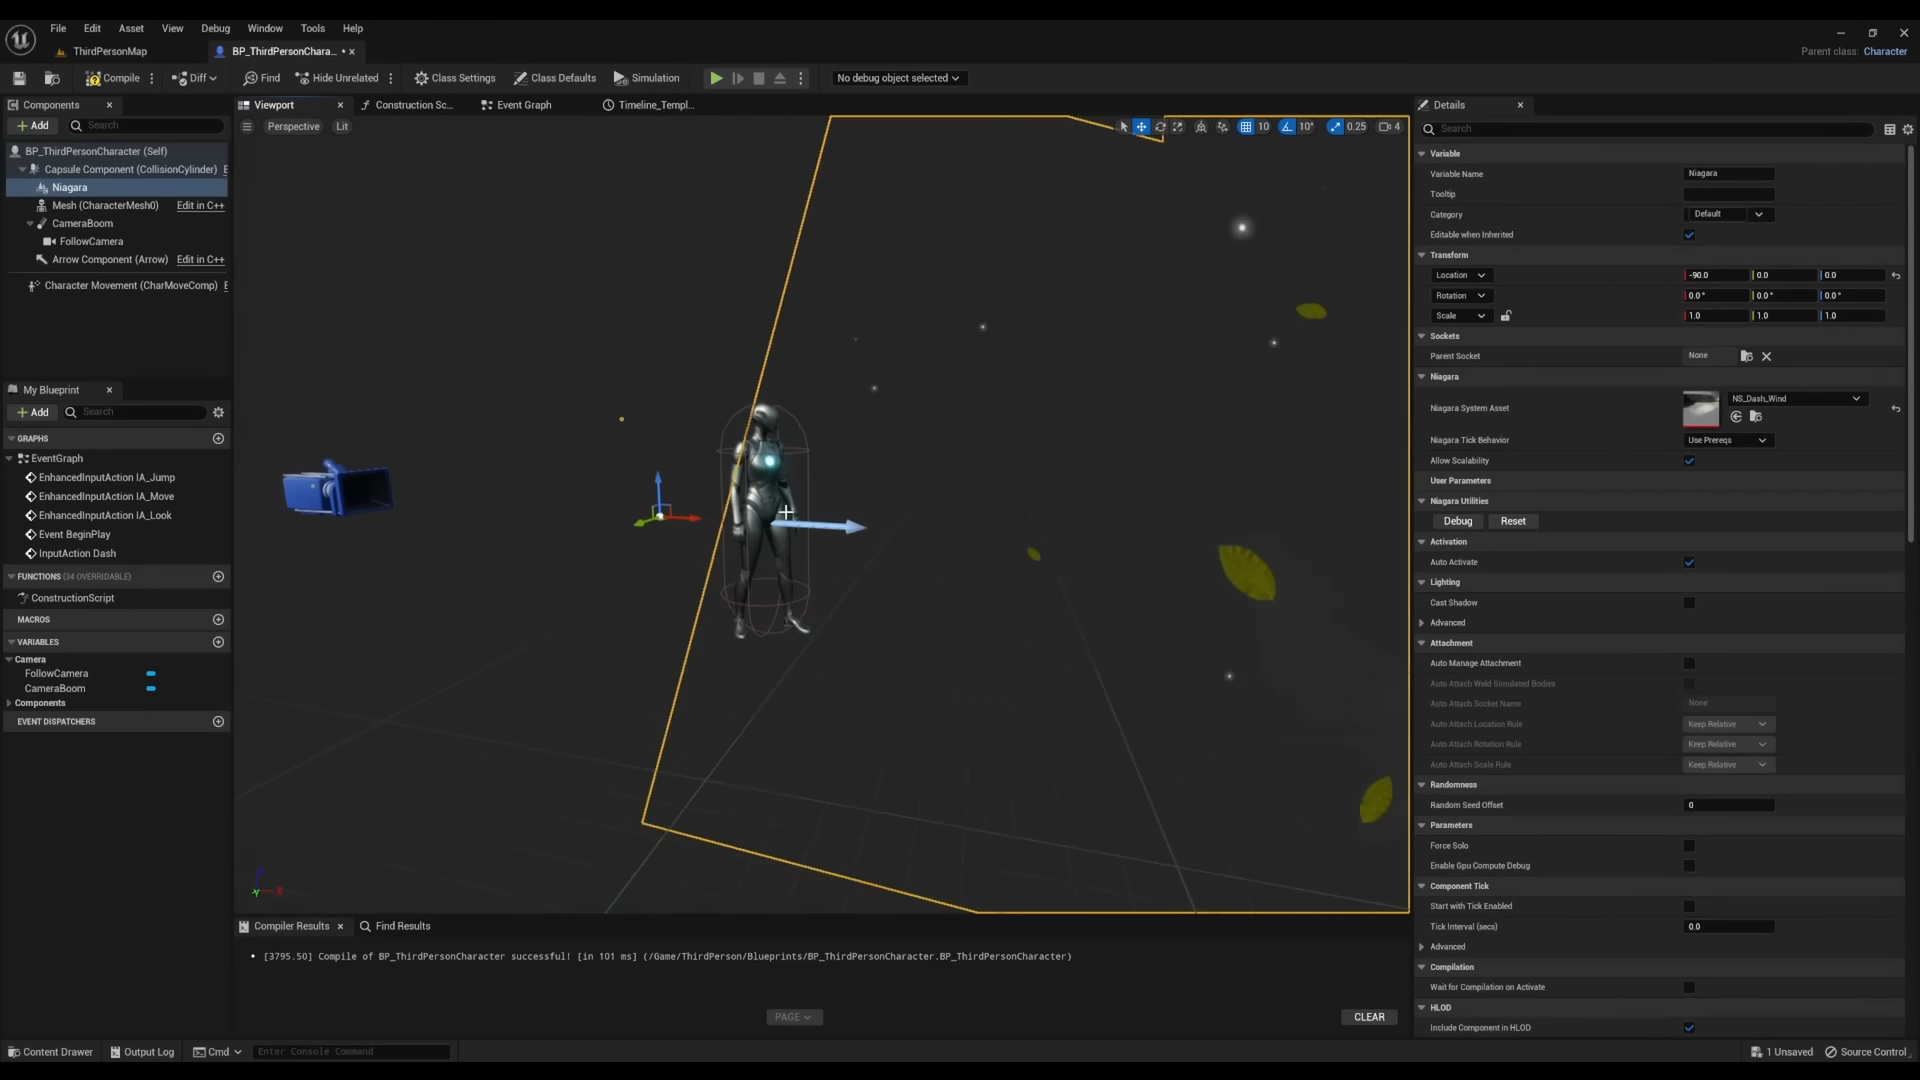 File Edit Asset View Debug Window Tools Help
ThirdPersonMap
BP_ThirdPersonChara... •
Parent class: Character
Compile
Diff
Find
Hide Unrelated
Class Settings
Class Defaults
Simulation
No debug object selected
Components
Add
Search
BP_ThirdPersonCharacter (Self)
Capsule Component (CollisionCylinder) E
Niagara
Mesh (CharacterMesh0) Edit in C++
CameraBoom
FollowCamera
Arrow Component (Arrow) Edit in C++
Character Movement (CharMoveComp) E
My Blueprint
Add
Search
GRAPHS
EventGraph
EnhancedInputAction IA_Jump
EnhancedInputAction IA_Move
EnhancedInputAction IA_Look
Event BeginPlay
InputAction Dash
FUNCTIONS (34 OVERRIDABLE)
ConstructionScript
MACROS
VARIABLES
Camera
FollowCamera
CameraBoom
Components
EVENT DISPATCHERS
Viewport
Construction Sc...
Event Graph
Timeline_Templ...
Perspective
Lit
10
10°
0.25
4
Compiler Results
Find Results
• [3795.50] Compile of BP_ThirdPersonCharacter successful! [in 101 ms] (/Game/ThirdPerson/Blueprints/BP_ThirdPersonCharacter.BP_ThirdPersonCharacter)
PAGE
CLEAR
Details
Search
Variable
Variable Name Niagara
Tooltip
Category Default
Editable when Inherited
Transform
Location -90.0 0.0 0.0
Rotation 0.0° 0.0° 0.0°
Scale 1.0 1.0 1.0
Sockets
Parent Socket None
Niagara
Niagara System Asset NS_Dash_Wind
Niagara Tick Behavior Use Prereqs
Allow Scalability
User Parameters
Niagara Utilities
Debug Reset
Activation
Auto Activate
Lighting
Cast Shadow
Advanced
Attachment
Auto Manage Attachment
Auto Attach Weld Simulated Bodies
Auto Attach Socket Name None
Auto Attach Location Rule Keep Relative
Auto Attach Rotation Rule Keep Relative
Auto Attach Scale Rule Keep Relative
Randomness
Random Seed Offset 0
Parameters
Force Solo
Enable Gpu Compute Debug
Component Tick
Start with Tick Enabled
Tick Interval (secs) 0.0
Advanced
Compilation
Wait for Compilation on Activate
HLOD
Include Component in HLOD
Content Drawer
Output Log
Cmd
Enter Console Command
1 Unsaved
Source Control